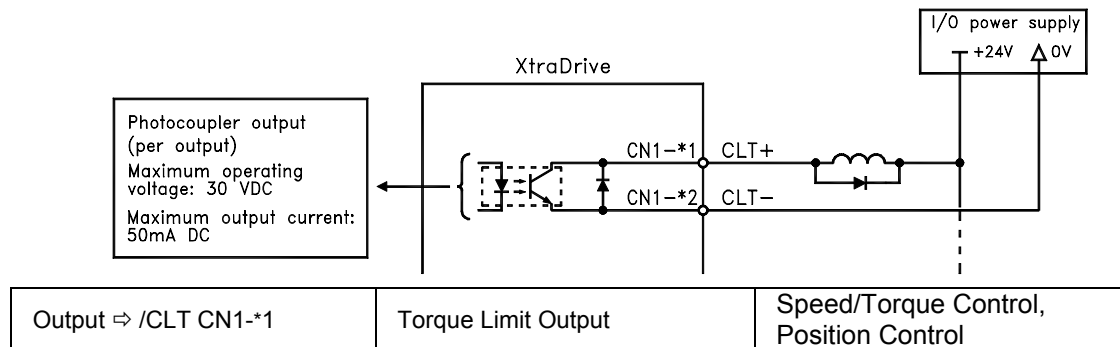 I/O power supply
+24V 0V
XtraDrive
Photocoupler output
(per output)
Maximum operating
voltage: 30 VDC
Maximum output current:
50mA DC
CN1-*1 CLT+
CN1-*2 CLT-
Output ⇨ /CLT CN1-*1
Torque Limit Output
Speed/Torque Control,
Position Control